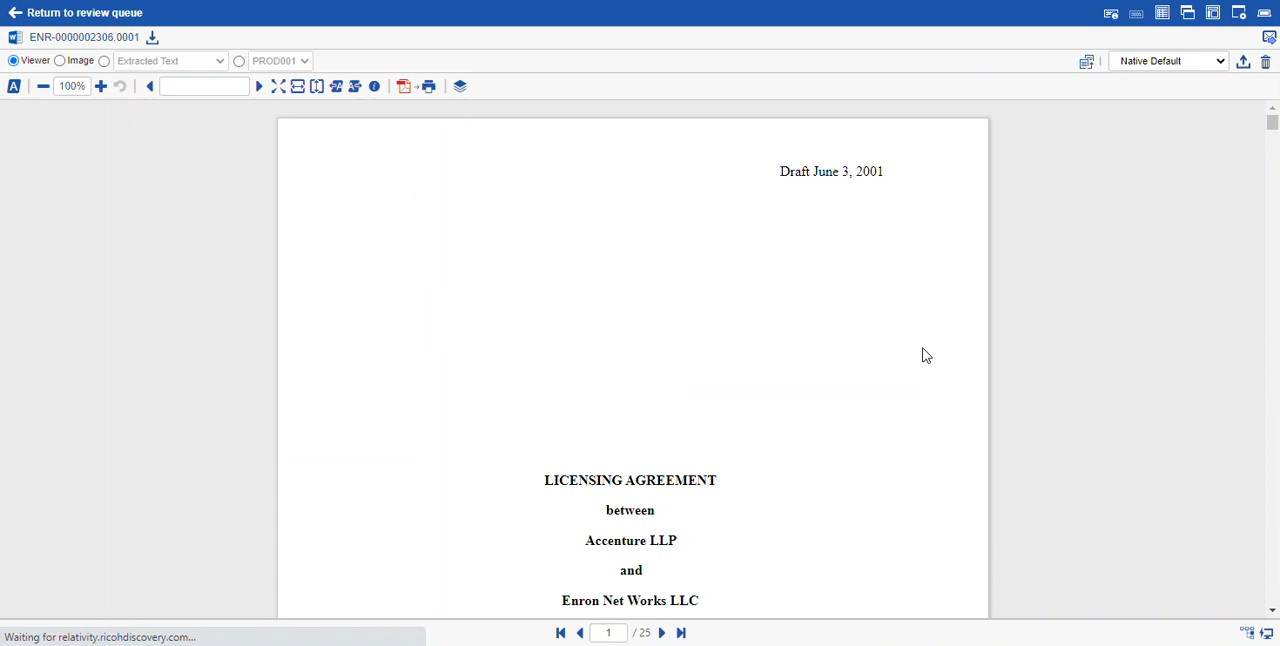 Return to review queue
ENR-0000002306.0001
Viewer Image Extracted Text PROD001 Native Default
A 100%
Draft June 3, 2001
LICENSING AGREEMENT
between
Accenture LLP
and
Enron Net Works LLC
Waiting for relativity.ricohdiscovery.com...
1 / 25